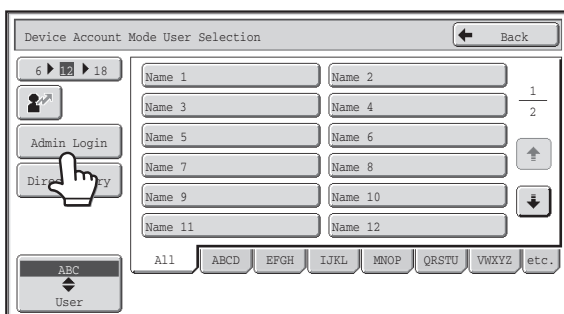 Device Account Mode User Selection
Back
6 12 18
Name 1 Name 2
1
2
Name 3 Name 4
Admin Login
Name 5 Name 6
Name 7 Name 8
Name 9 Name 10
Name 11 Name 12
All ABCD EFGH IJKL MNOP QRSTU VWXYZ etc.
ABC
User